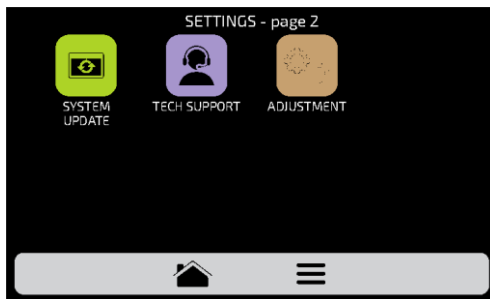 SETTINGS - page 2
SYSTEM
UPDATE
TECH SUPPORT
ADJUSTMENT